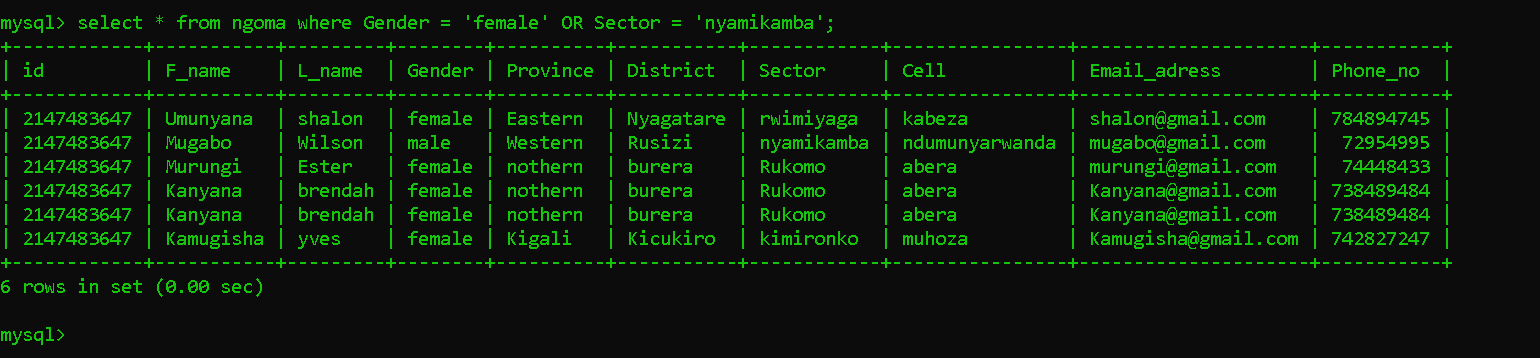 mysql> select * from ngoma where Gender = 'female' OR Sector = 'nyamikamba';
+------------+-----------+---------+--------+----------+-----------+------------+----------------+---------------------+-----------+
| id         | F_name    | L_name  | Gender | Province | District  | Sector     | Cell           | Email_adress        | Phone_no  |
+------------+-----------+---------+--------+----------+-----------+------------+----------------+---------------------+-----------+
| 2147483647 | Umunyana  | shalon  | female | Eastern  | Nyagatare | rwimiyaga  | kabeza         | shalon@gmail.com    | 784894745 |
| 2147483647 | Mugabo    | Wilson  | male   | Western  | Rusizi    | nyamikamba | ndumunyarwanda | mugabo@gmail.com    |  72954995 |
| 2147483647 | Murungi   | Ester   | female | nothern  | burera    | Rukomo     | abera          | murungi@gmail.com   |  74448433 |
| 2147483647 | Kanyana   | brendah | female | nothern  | burera    | Rukomo     | abera          | Kanyana@gmail.com   | 738489484 |
| 2147483647 | Kanyana   | brendah | female | nothern  | burera    | Rukomo     | abera          | Kanyana@gmail.com   | 738489484 |
| 2147483647 | Kamugisha | yves    | female | Kigali   | Kicukiro  | kimironko  | muhoza         | Kamugisha@gmail.com | 742827247 |
+------------+-----------+---------+--------+----------+-----------+------------+----------------+---------------------+-----------+
6 rows in set (0.00 sec)
mysql>